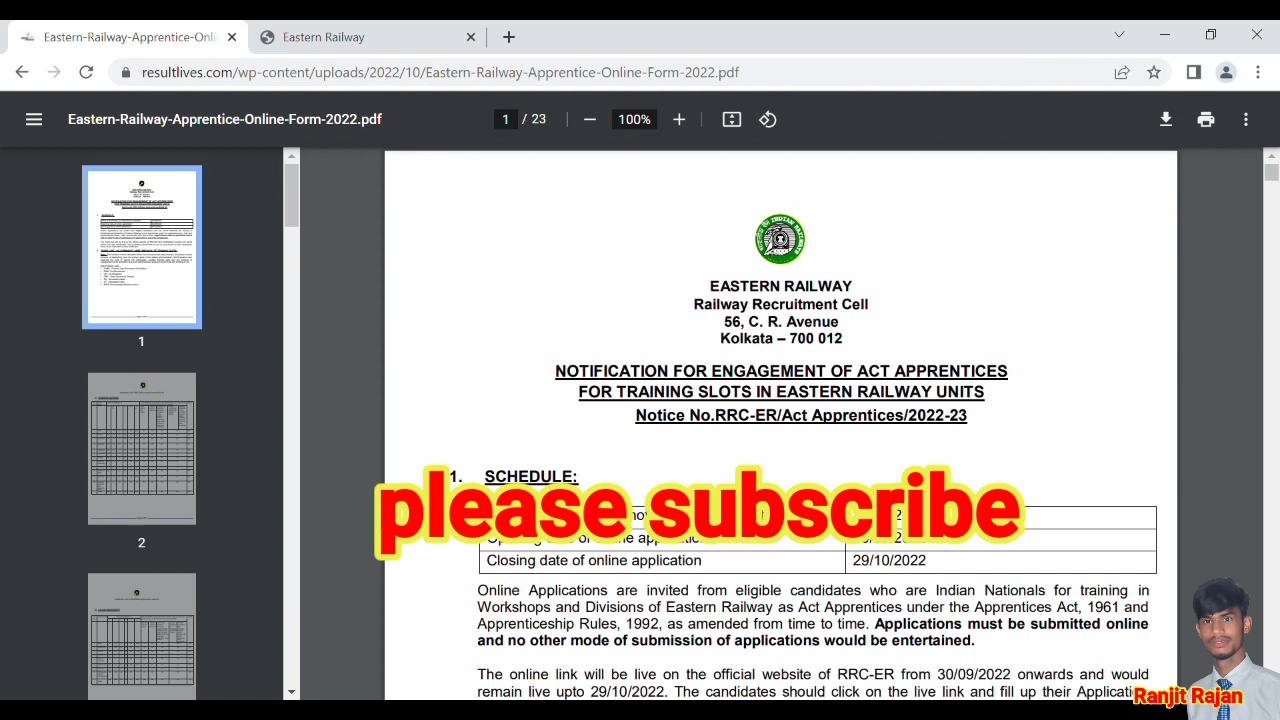 Eastern-Railway-Apprentice-Onli
Eastern Railway
resultlives.com/wp-content/uploads/2022/10/Eastern-Railway-Apprentice-Online-Form-2022.pdf
Eastern-Railway-Apprentice-Online-Form-2022.pdf
1 / 23
100%
EASTERN RAILWAY
Railway Recruitment Cell
56, C. R. Avenue
Kolkata – 700 012
NOTIFICATION FOR ENGAGEMENT OF ACT APPRENTICES
FOR TRAINING SLOTS IN EASTERN RAILWAY UNITS
Notice No.RRC-ER/Act Apprentices/2022-23
1. SCHEDULE:
please subscribe
Opening date of online application
Closing date of online application 29/10/2022
Online Applications are invited from eligible candidates who are Indian Nationals for training in
Workshops and Divisions of Eastern Railway as Act Apprentices under the Apprentices Act, 1961 and
Apprenticeship Rules, 1992, as amended from time to time. Applications must be submitted online
and no other mode of submission of applications would be entertained.
The online link will be live on the official website of RRC-ER from 30/09/2022 onwards and would
remain live upto 29/10/2022. The candidates should click on the live link and fill up their
1
2
Ranjit Rajan